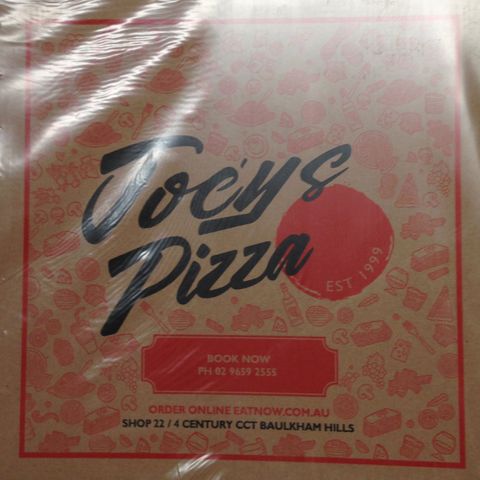 Joeys
Pizza
EST 1999
BOOK NOW
PH 02 9659 2555
ORDER ONLINE EATNOW.COM.AU
SHOP 22 / 4 CENTURY CCT BAULKHAM HILLS